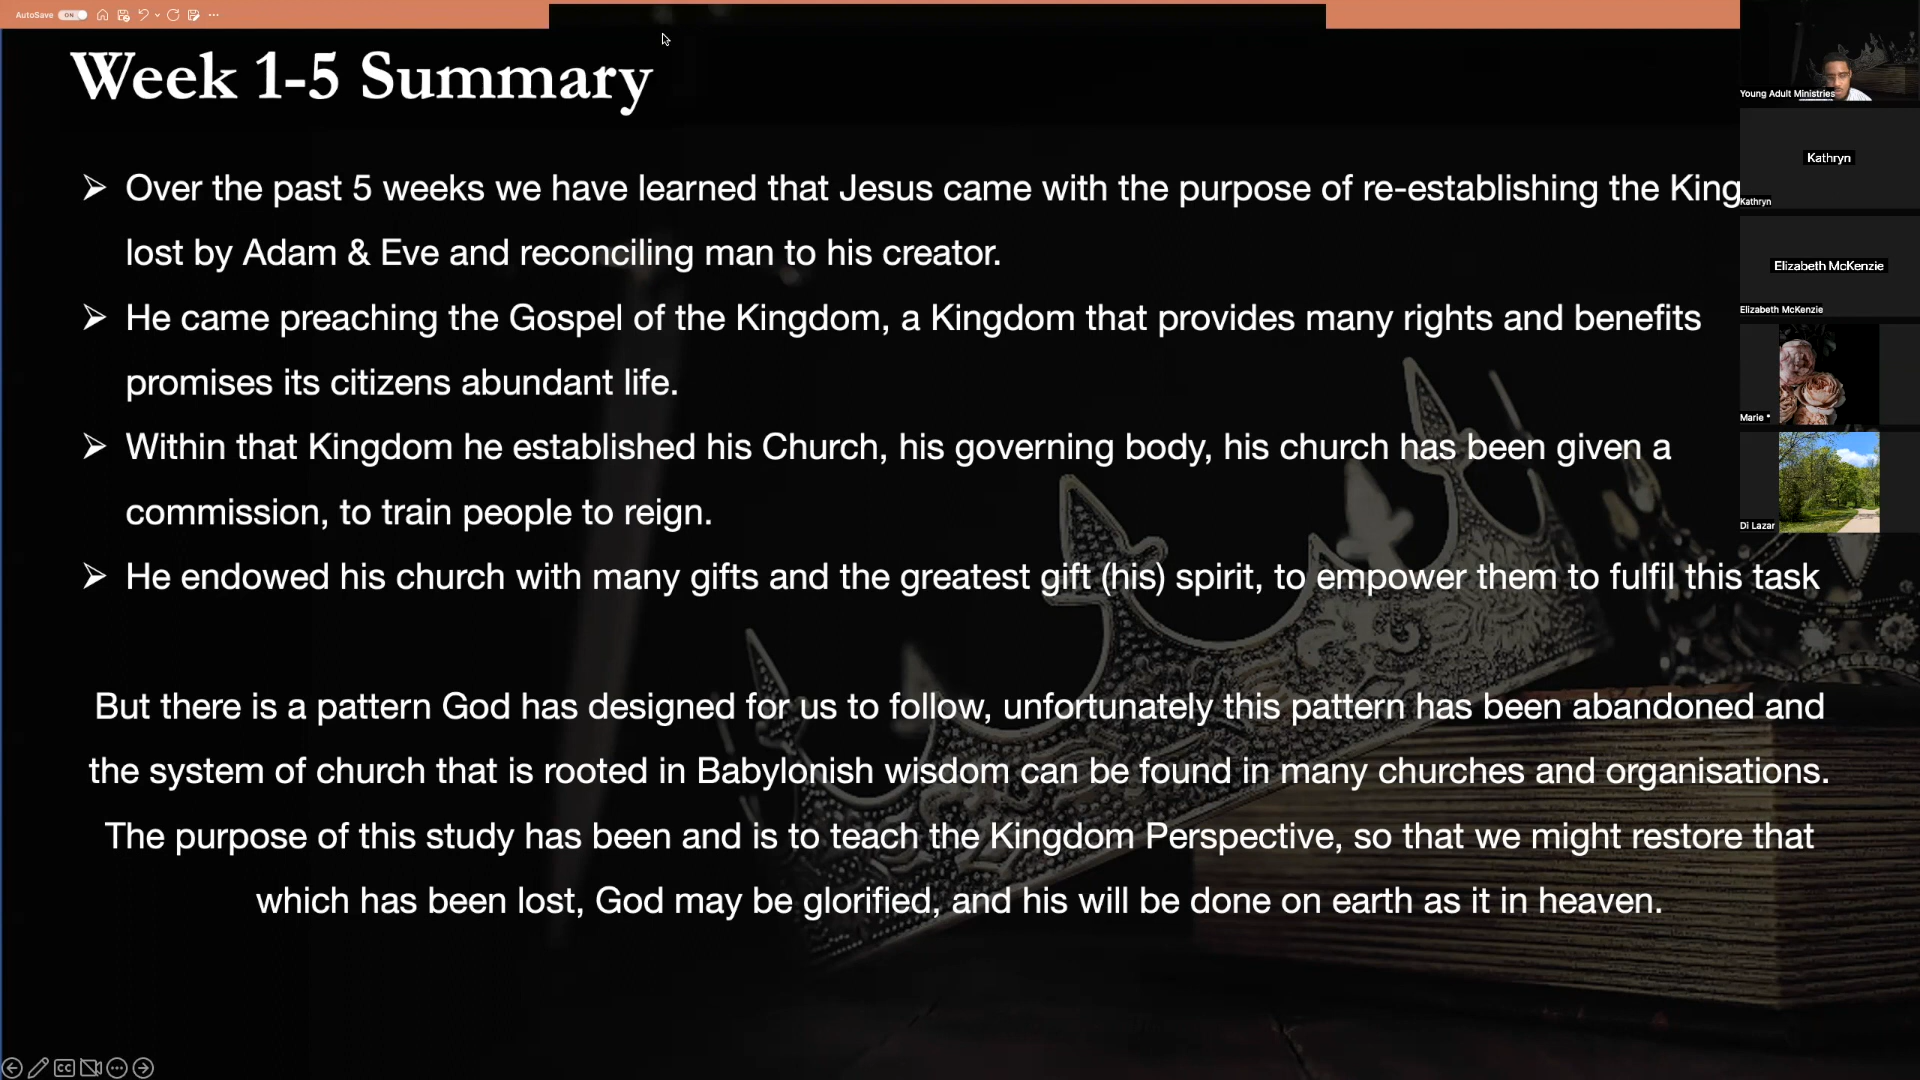 AutoSave ON
Week 1-5 Summary
Over the past 5 weeks we have learned that Jesus came with the purpose of re-establishing the King
lost by Adam & Eve and reconciling man to his creator.
He came preaching the Gospel of the Kingdom, a Kingdom that provides many rights and benefits
promises its citizens abundant life.
Within that Kingdom he established his Church, his governing body, his church has been given a
commission, to train people to reign.
He endowed his church with many gifts and the greatest gift (his) spirit, to empower them to fulfil this task
But there is a pattern God has designed for us to follow, unfortunately this pattern has been abandoned and
the system of church that is rooted in Babylonish wisdom can be found in many churches and organisations.
The purpose of this study has been and is to teach the Kingdom Perspective, so that we might restore that
which has been lost, God may be glorified, and his will be done on earth as it in heaven.
Young Adult Ministries
Kathryn
Kathryn
Elizabeth McKenzie
Elizabeth McKenzie
Marie *
Di Lazar
CC